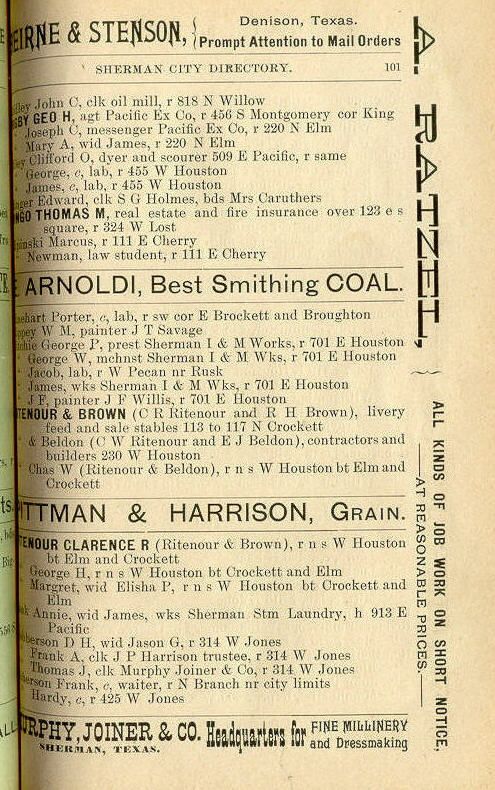 EIRNE & STENSON, { Denison, Texas.
Prompt Attention to Mail Orders
SHERMAN CITY DIRECTORY. 101
ley John C, clk oil mill, r 818 N Willow
GBY GEO H, agt Pacific Ex Co, r 456 S Montgomery cor King
Joseph C, messenger Pacific Ex Co, r 220 N Elm
Mary A, wid James, r 220 N Elm
ey Clifford O, dyer and scourer 509 E Pacific, r same
George, c, lab, r 455 W Houston
James, c, lab, r 455 W Houston
nger Edward, clk S G Holmes, bds Mrs Caruthers
NGO THOMAS M, real estate and fire insurance over 123 e s
square, r 324 W Lost
pinski Marcus, r 111 E Cherry
Newman, law student, r 111 E Cherry
E ARNOLDI, Best Smithing COAL.
nehart Porter, c, lab, r sw cor E Brockett and Broughton
ppey W M, painter J T Savage
tchie George P, prest Sherman I & M Works, r 701 E Houston
George W, mchnst Sherman I & M Wks, r 701 E Houston
Jacob, lab, r W Pecan nr Rusk
James, wks Sherman I & M Wks, r 701 E Houston
J F, painter J F Willis, r 701 E Houston
TENOUR & BROWN (C R Ritenour and R H Brown), livery
feed and sale stables 113 to 117 N Crockett
& Beldon (C W Ritenour and E J Beldon), contractors and
builders 230 W Houston
Chas W (Ritenour & Beldon), r n s W Houston bt Elm and
Crockett
PITTMAN & HARRISON, GRAIN.
TENOUR CLARENCE R (Ritenour & Brown), r n s W Houston
bt Elm and Crockett
George H, r n s W Houston bt Crockett and Elm
Margret, wid Elisha P, r n s W Houston bt Crockett and
Elm
Annie, wid James, wks Sherman Stm Laundry, h 913 E
Pacific
berson D H, wid Jason G, r 314 W Jones
Frank A, clk J P Harrison trustee, r 314 W Jones
Thomas J, clk Murphy Joiner & Co, r 314 W Jones
erson Frank, c, waiter, r N Branch nr city limits
Hardy, c, r 425 W Jones
MURPHY, JOINER & CO. Headquarters for FINE MILLINERY
SHERMAN, TEXAS. and Dressmaking
A. RATZEL,
{ ALL KINDS OF JOB WORK ON SHORT NOTICE,
AT REASONABLE PRICES.